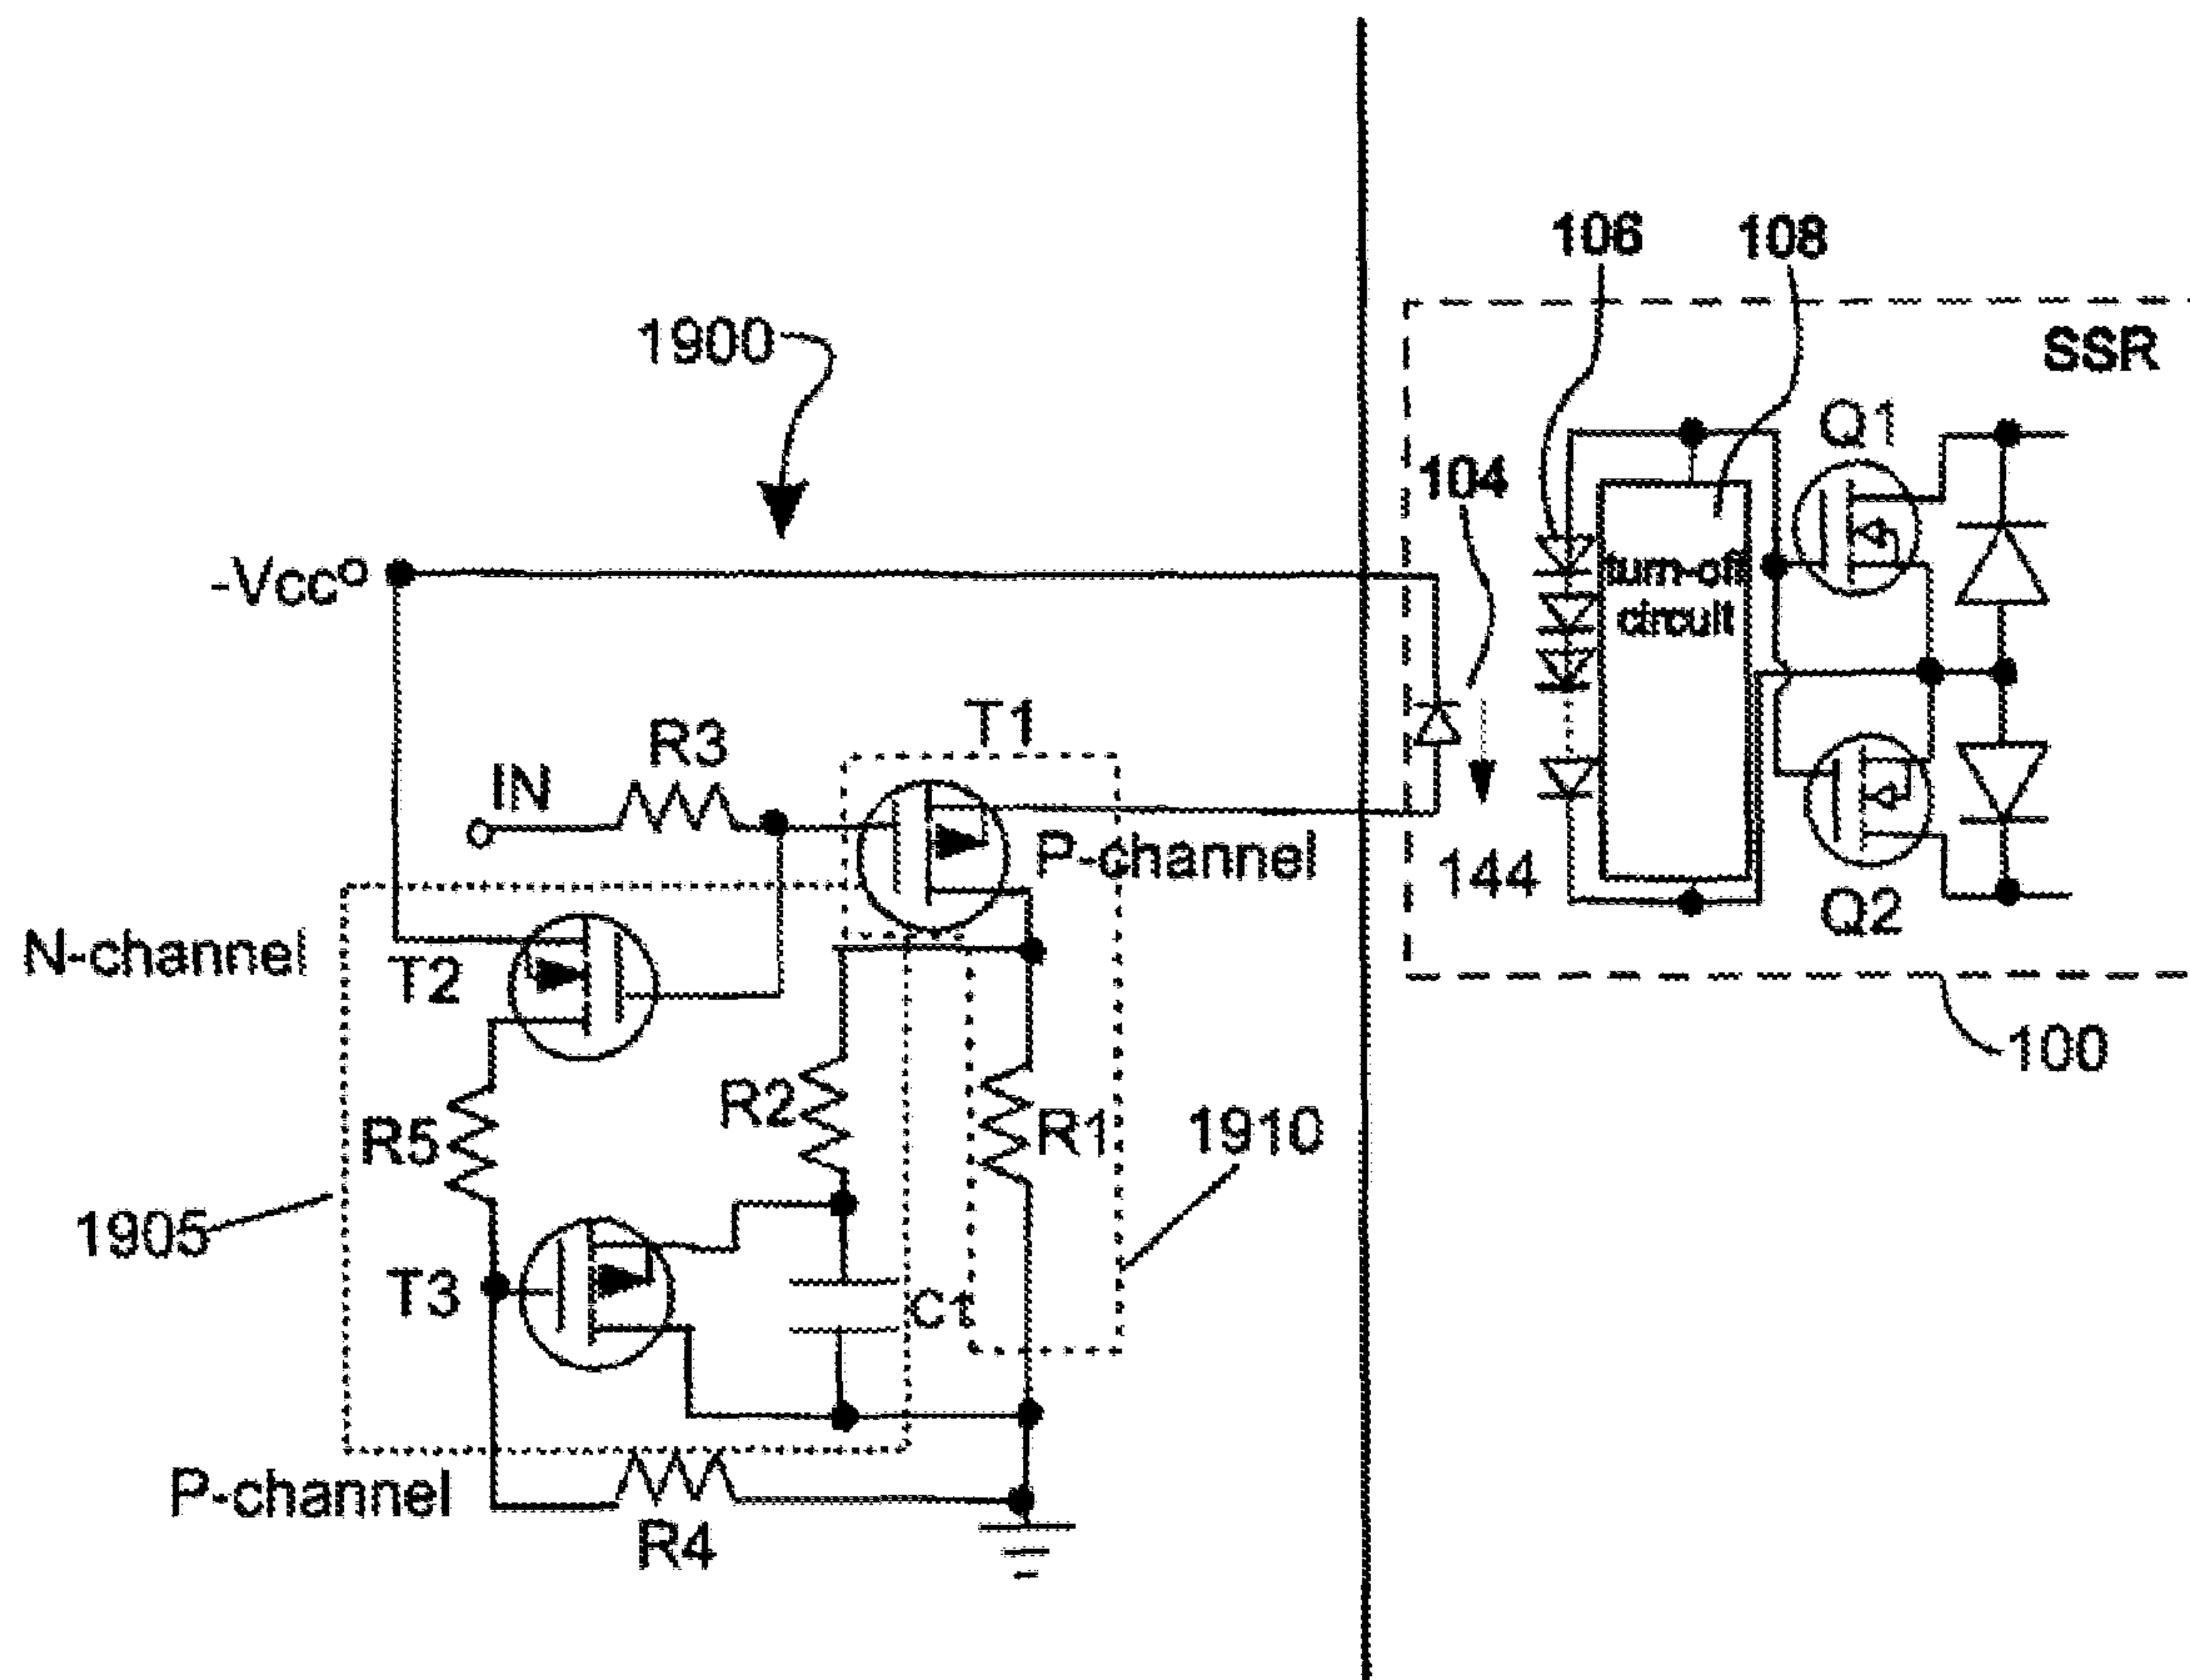 106
108
SSR
1900
Q1
104
-Vcc
turn-off
circuit
T1
R3
IN
P-channel
144
Q2
N-channel
T2
100
R2
R5
R1
1910
1905
T3
C1
P-channel
R4